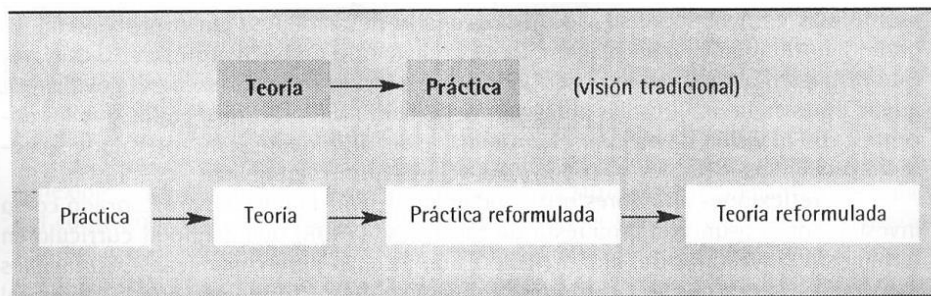 Teoría Práctica (visión tradicional)
Práctica Teoría Práctica reformulada Teoría reformulada